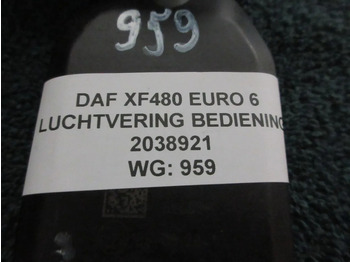 959
DAF XF480 EURO 6
LUCHTVERING BEDIENING
2038921
WG: 959